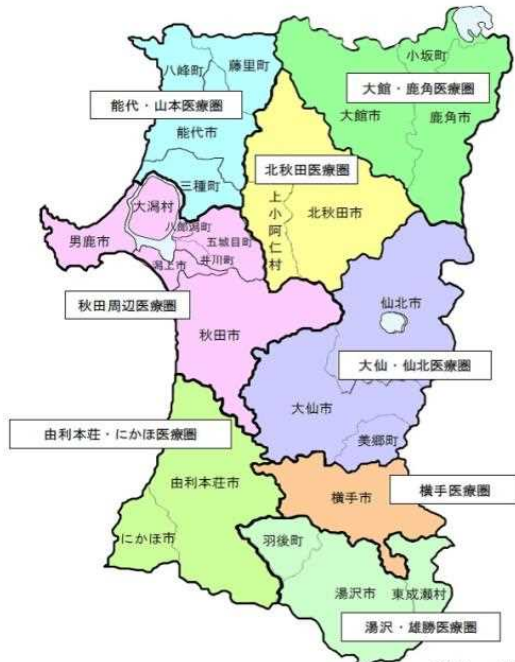 小坂町
八峰町
藤里町
大館・鹿角医療圏
能代・山本医療圏
大館市
鹿角市
能代市
北秋田医療圏
三種町
上小阿仁村
北秋田市
大潟村
八郎潟町
男鹿市
五城目町
潟上市
井川町
秋田周辺医療圏
仙北市
秋田市
大仙・仙北医療圏
大仙市
由利本荘・にかほ医療圏
美郷町
由利本荘市
横手市
横手医療圏
にかほ市
羽後町
湯沢市
東成瀬村
湯沢・雄勝医療圏